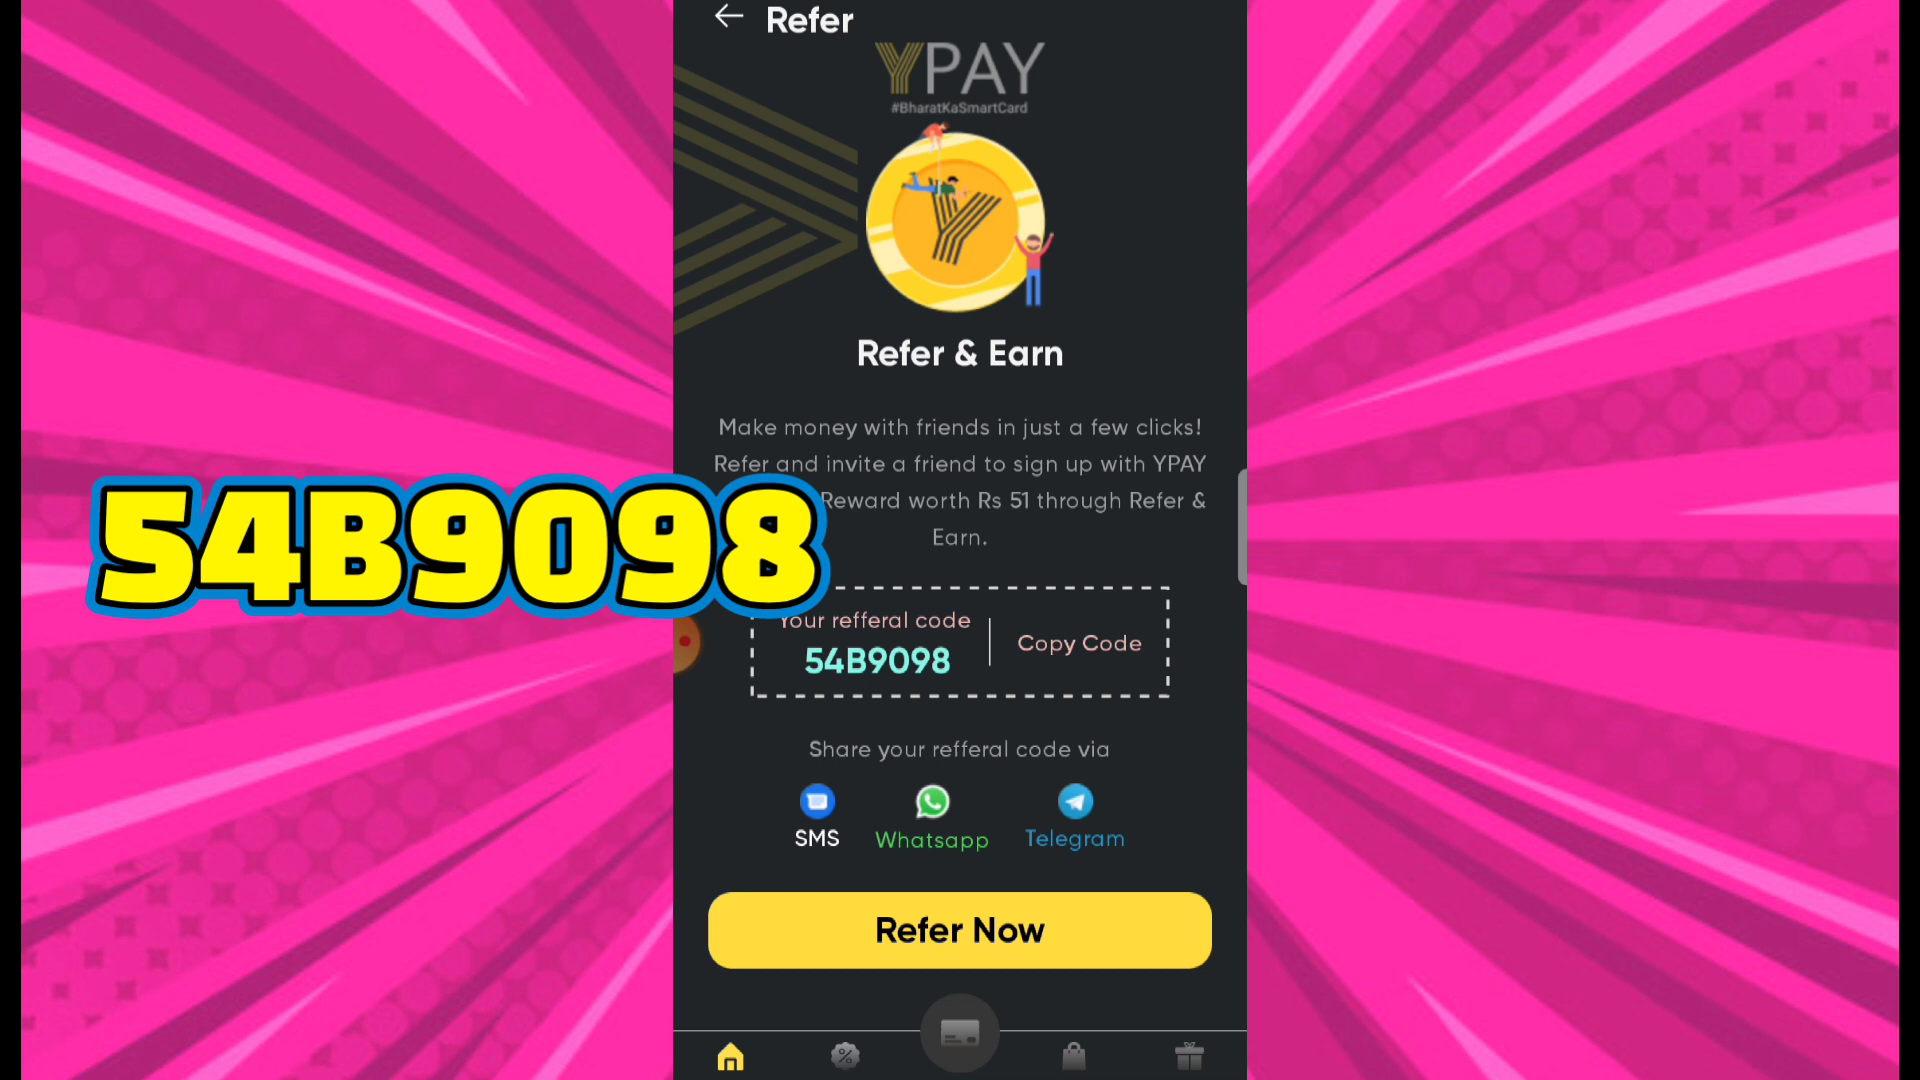 Refer
YPAY
#BharatKaSmartCard
Refer & Earn
Make money with friends in just a few clicks!
Refer and invite a friend to sign up with YPAY
Reward worth Rs 51 through Refer &
Earn.
54B9098
Your refferal code
54B9098
Copy Code
Share your refferal code via
SMS
Whatsapp
Telegram
Refer Now